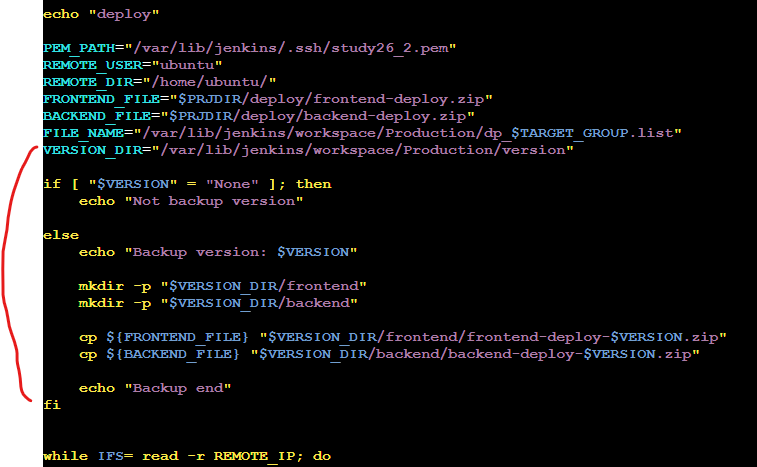 echo "deploy"
PEM_PATH="/var/lib/jenkins/.ssh/study26_2.pem"
REMOTE_USER="ubuntu"
REMOTE_DIR="/home/ubuntu/"
FRONTEND_FILE="$PRJDIR/deploy/frontend-deploy.zip"
BACKEND_FILE="$PRJDIR/deploy/backend-deploy.zip"
FILE_NAME="/var/lib/jenkins/workspace/Production/dp_$TARGET_GROUP.list"
VERSION_DIR="/var/lib/jenkins/workspace/Production/version"
if [ "$VERSION" = "None" ]; then
    echo "Not backup version"
else
    echo "Backup version: $VERSION"
    mkdir -p "$VERSION_DIR/frontend"
    mkdir -p "$VERSION_DIR/backend"
    cp ${FRONTEND_FILE} "$VERSION_DIR/frontend/frontend-deploy-$VERSION.zip"
    cp ${BACKEND_FILE} "$VERSION_DIR/backend/backend-deploy-$VERSION.zip"
    echo "Backup end"
fi
while IFS= read -r REMOTE_IP; do